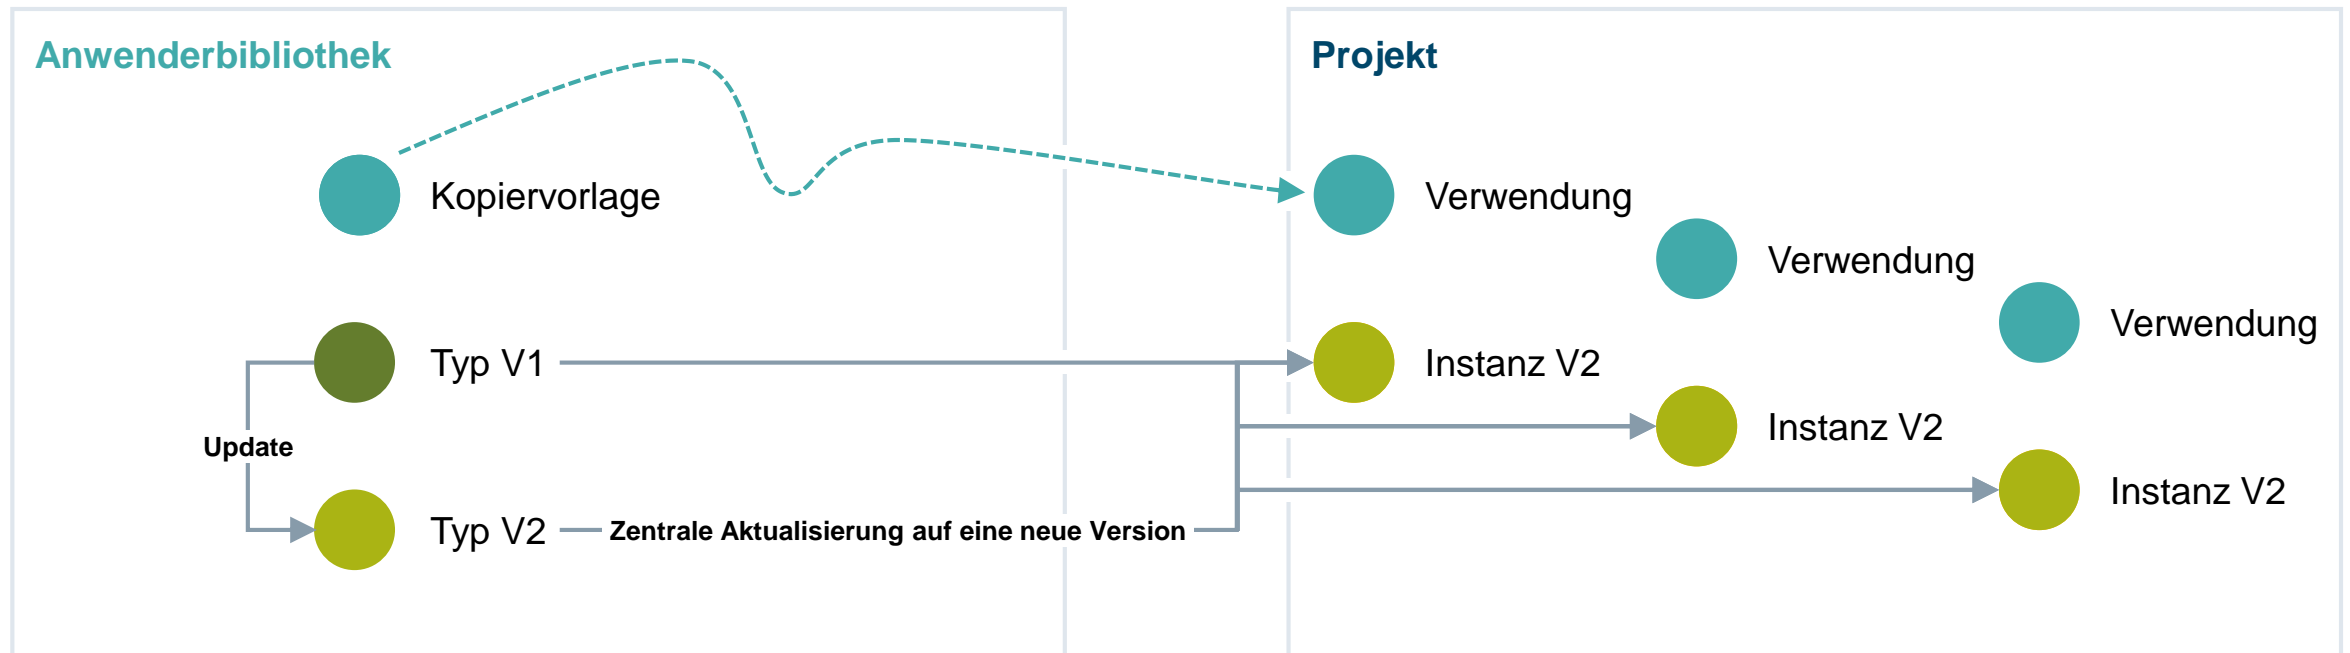 Anwenderbibliothek
Projekt
Kopiervorlage
Verwendung
Verwendung
Verwendung
Typ V1
Instanz V2
Instanz V2
Update
Instanz V2
Typ V2
Zentrale Aktualisierung auf eine neue Version